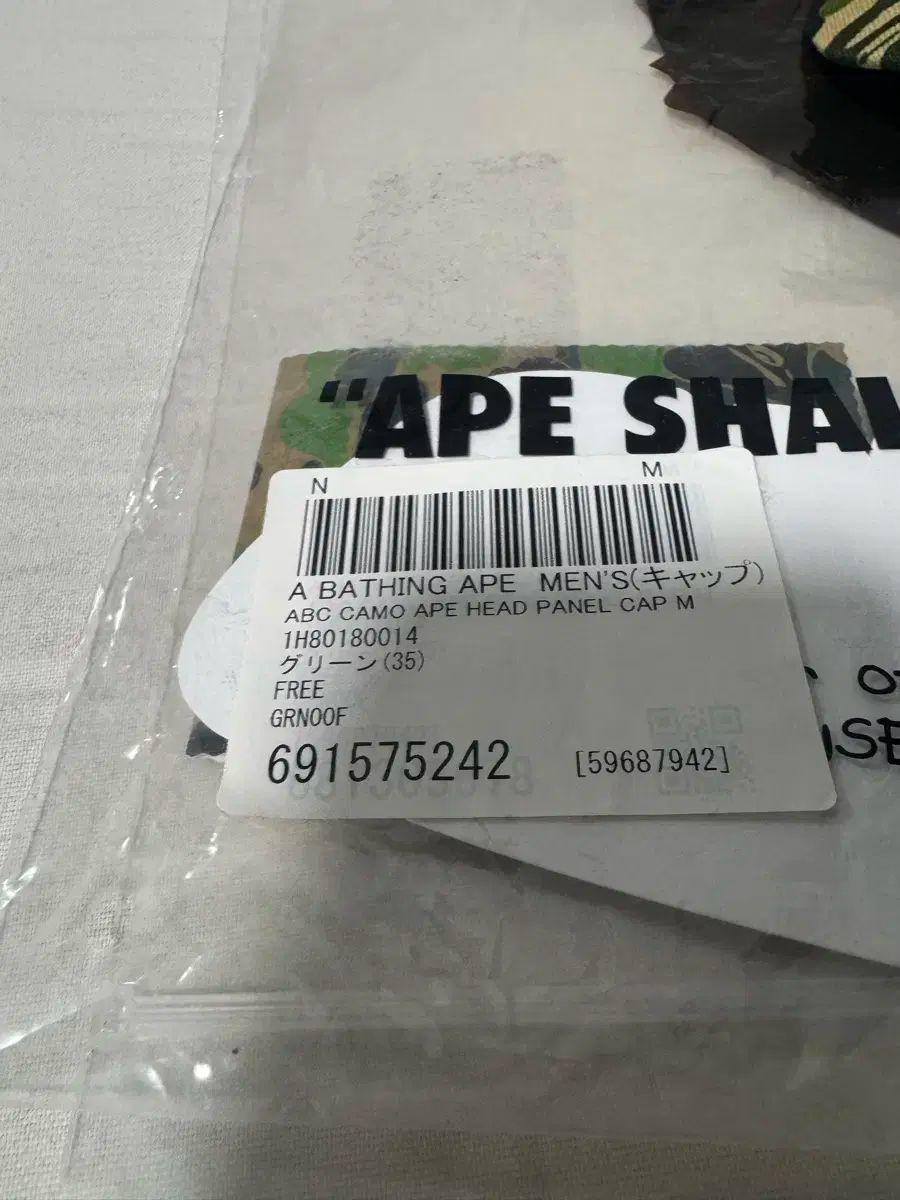 "APE SHAL
N M
A BATHING APE MEN'S(キャップ)
ABC CAMO APE HEAD PANEL CAP M
1H80180014
グリーン(35)
FREE
GRN00F
691575242 [59687942]